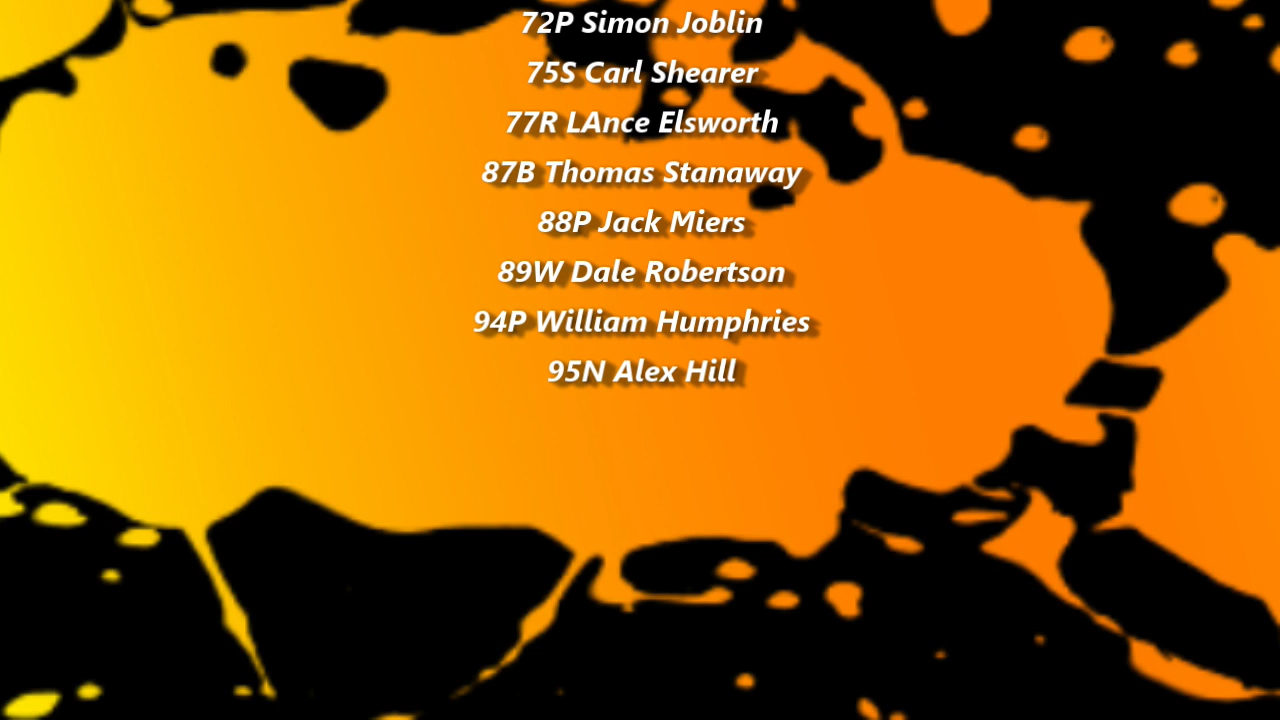 72P Simon Joblin
75S Carl Shearer
77R LAnce Elsworth
87B Thomas Stanaway
88P Jack Miers
89W Dale Robertson
94P William Humphries
95N Alex Hill